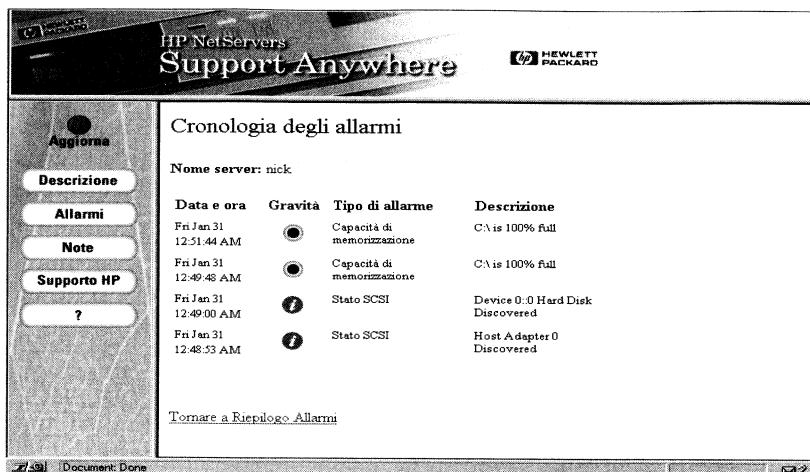 HP NetServers
Support Anywhere
hp HEWLETT
PACKARD
Aggiorna
Descrizione
Allarmi
Note
Supporto HP
?
Cronologia degli allarmi
Nome server: nick
Data e ora Gravità Tipo di allarme Descrizione
Fri Jan 31
12:51:44 AM
Capacità di
memorizzazione
C:\ is 100% full
Fri Jan 31
12:49:48 AM
Capacità di
memorizzazione
C:\ is 100% full
Fri Jan 31
12:49:00 AM
i
Stato SCSI
Device 0::0 Hard Disk
Discovered
Fri Jan 31
12:48:53 AM
i
Stato SCSI
Host Adapter 0
Discovered
Tornare a Riepilogo Allarmi
Document: Done